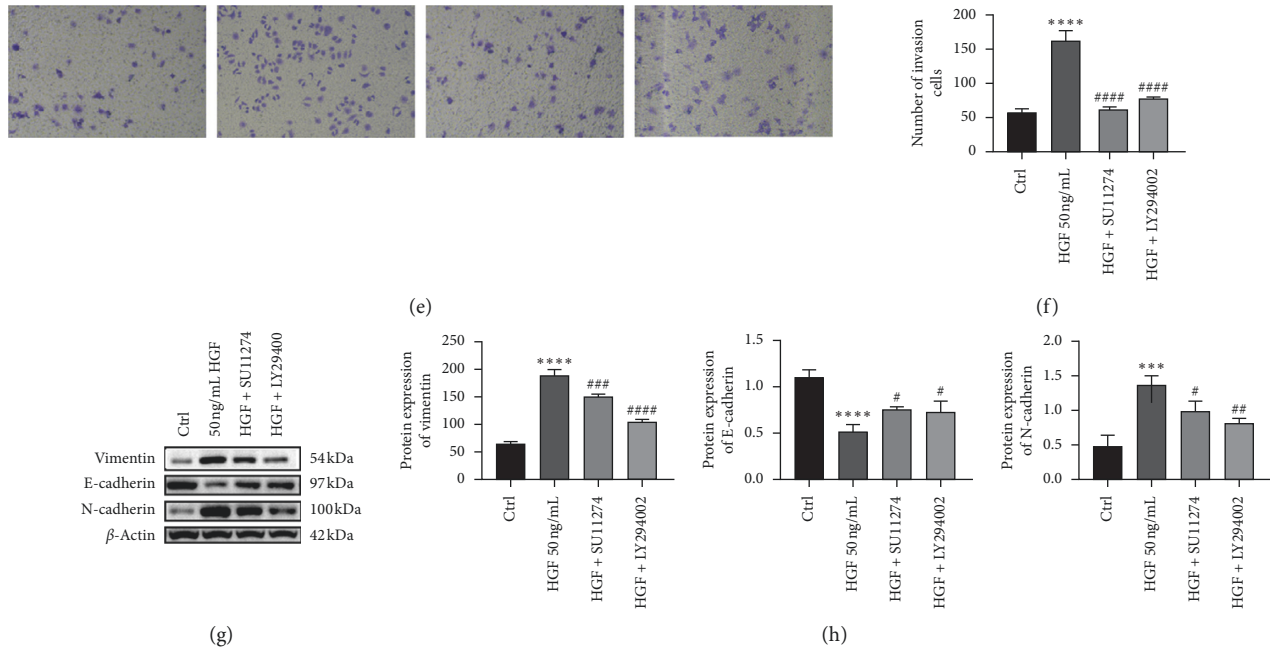 200
150
100
50
0
Number of invasion
cells
****
####
####
Ctrl
HGF 50 ng/mL
HGF + SU11274
HGF + LY294002
(e)
(f)
Ctrl
50 ng/mL HGF
HGF + SU11274
HGF + LY29400
Vimentin
54 kDa
E-cadherin
97 kDa
N-cadherin
100 kDa
β-Actin
42 kDa
(g)
250
200
150
100
50
0
Protein expression
of vimentin
****
###
####
Ctrl
HGF 50 ng/mL
HGF + SU11274
HGF + LY294002
1.5
1.0
0.5
0.0
Protein expression
of E-cadherin
****
#
#
Ctrl
HGF 50 ng/mL
HGF + SU11274
HGF + LY294002
2.0
1.5
1.0
0.5
0.0
Protein expression
of N-cadherin
***
#
##
Ctrl
HGF 50 ng/mL
HGF + SU11274
HGF + LY294002
(h)